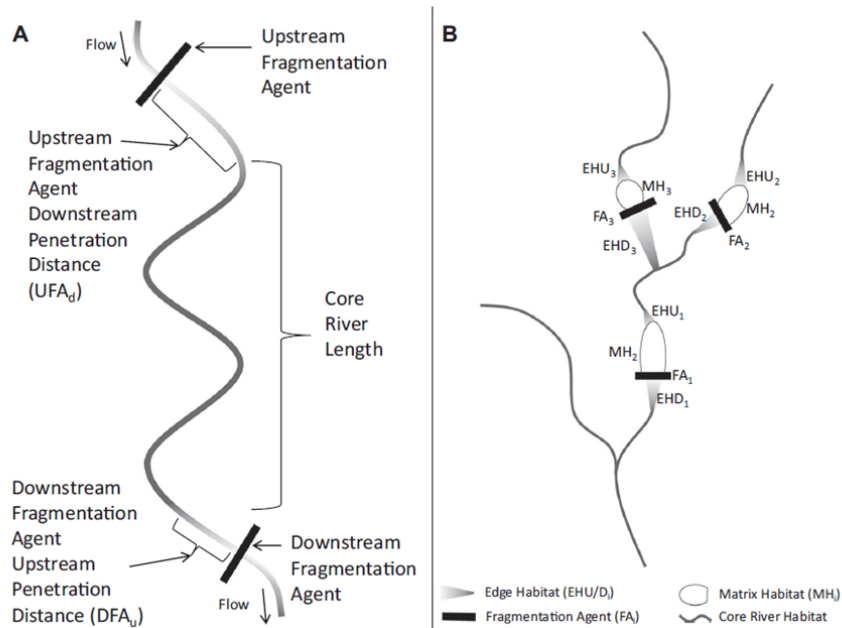 A
Flow
Upstream
Fragmentation
Agent
Upstream
Fragmentation
Agent
Downstream
Penetration
Distance
(UFAd)
Core
River
Length
Downstream
Fragmentation
Agent
Upstream
Penetration
Distance (DFAu)
Downstream
Fragmentation
Agent
Flow
B
EHU3
MH3
FA3
EHD3
EHU2
EHD2
MH2
FA2
EHU1
MH2
FA1
EHD1
Edge Habitat (EHU/Di)
Matrix Habitat (MHi)
Fragmentation Agent (FAi)
Core River Habitat